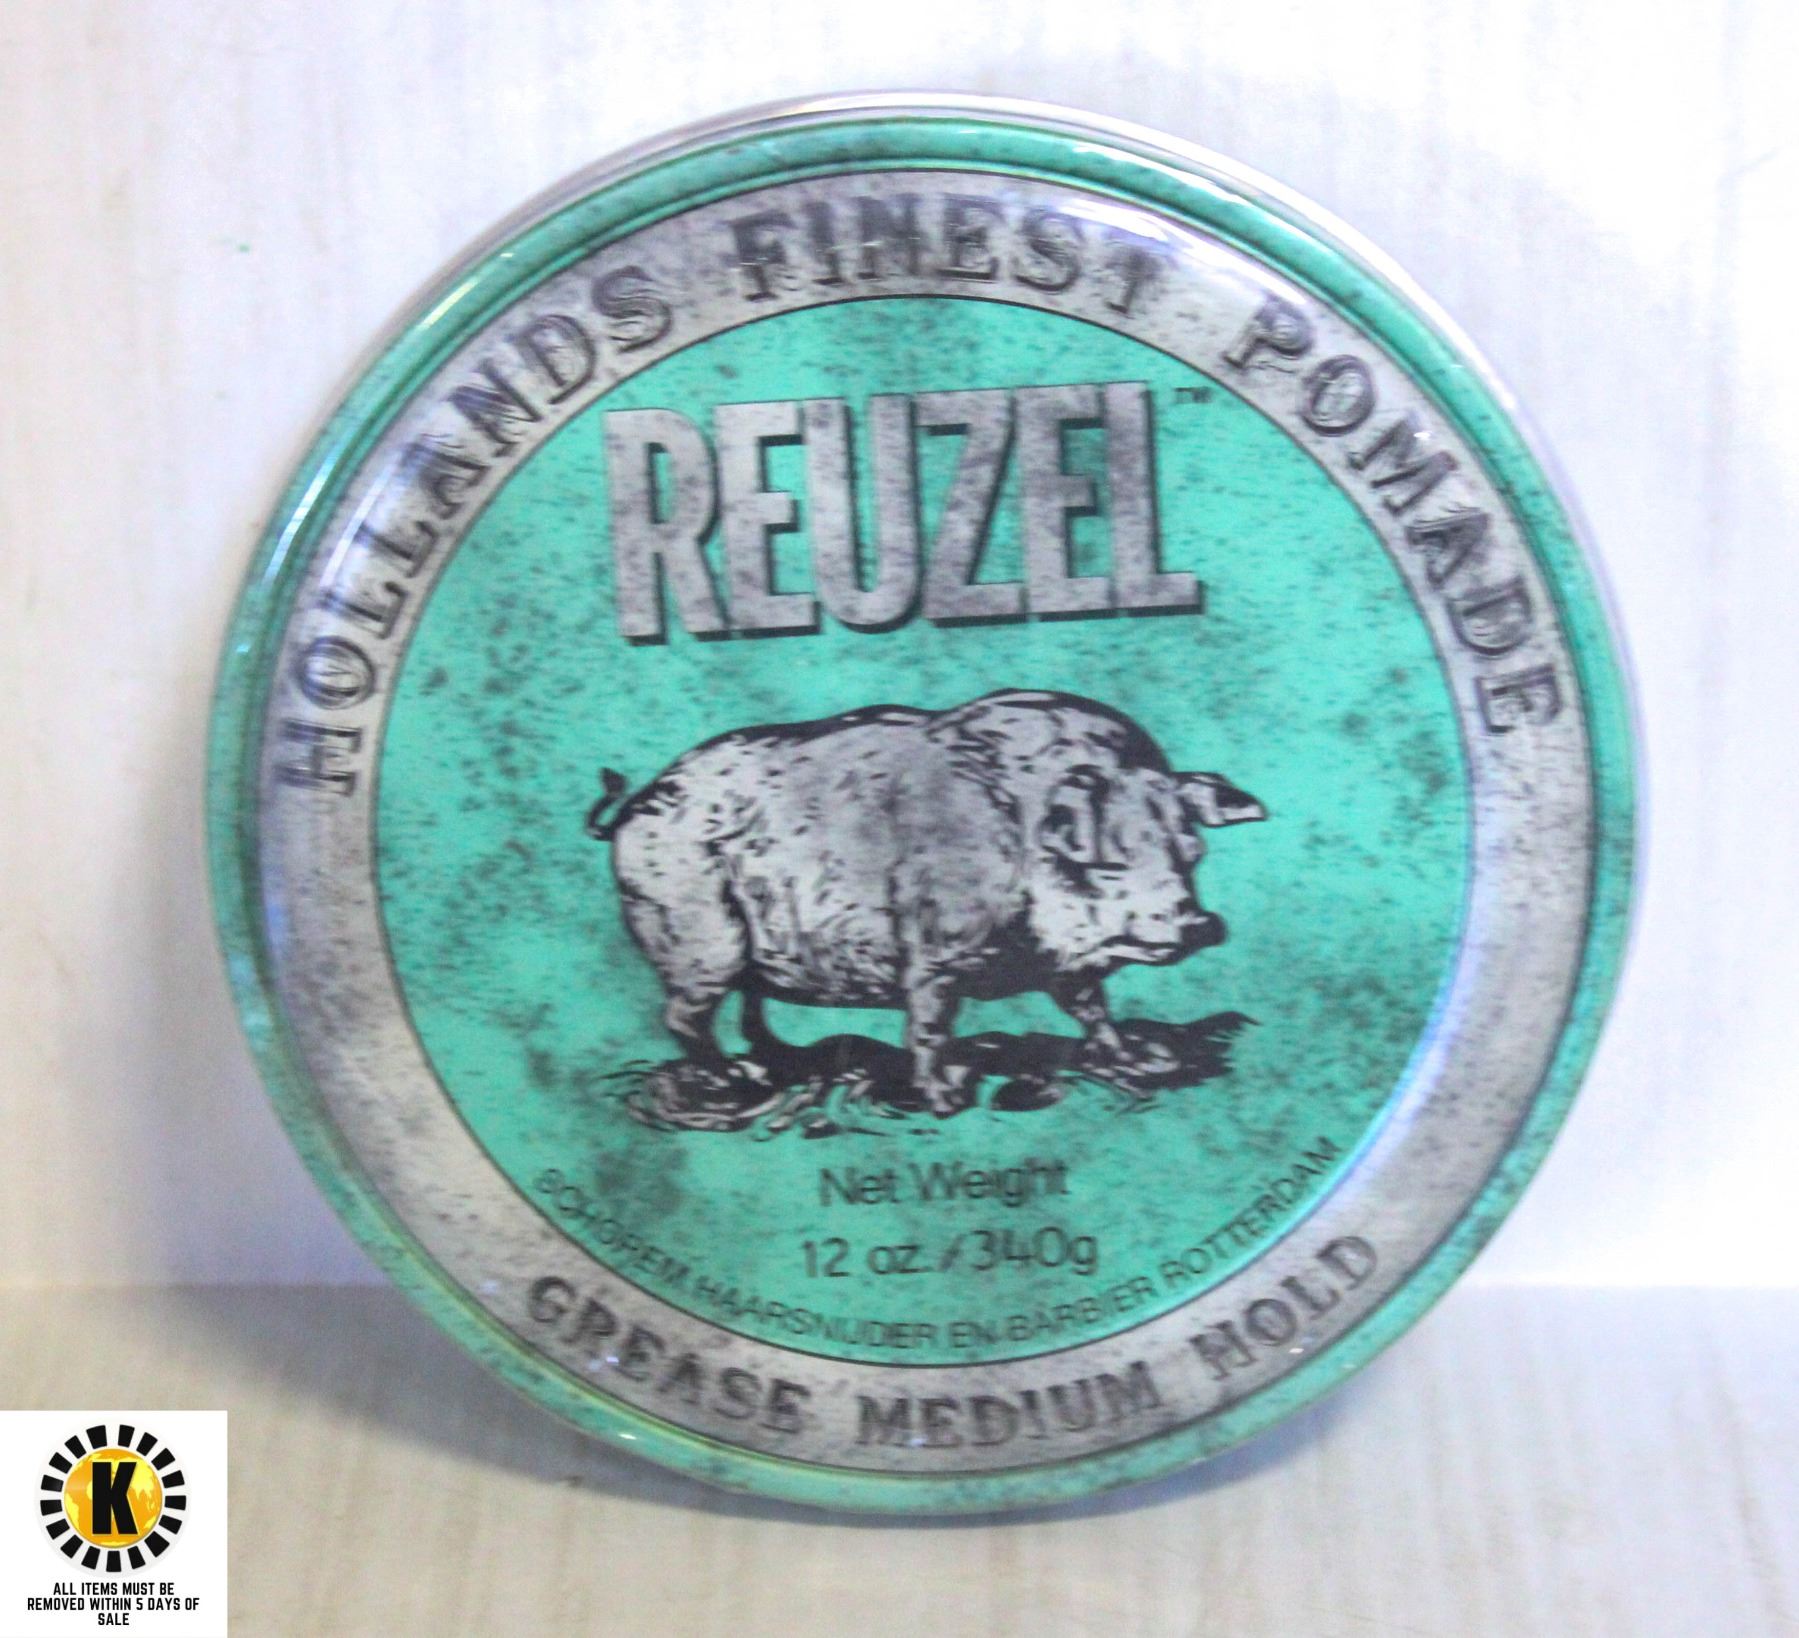 HOLLANDS FINEST POMADE
REUZEL™
Net Weight
12 oz./340g
SCHOREM HAARSNIJDER EN BARBIER ROTTERDAM
GREASE MEDIUM HOLD
K
ALL ITEMS MUST BE
REMOVED WITHIN 5 DAYS OF
SALE